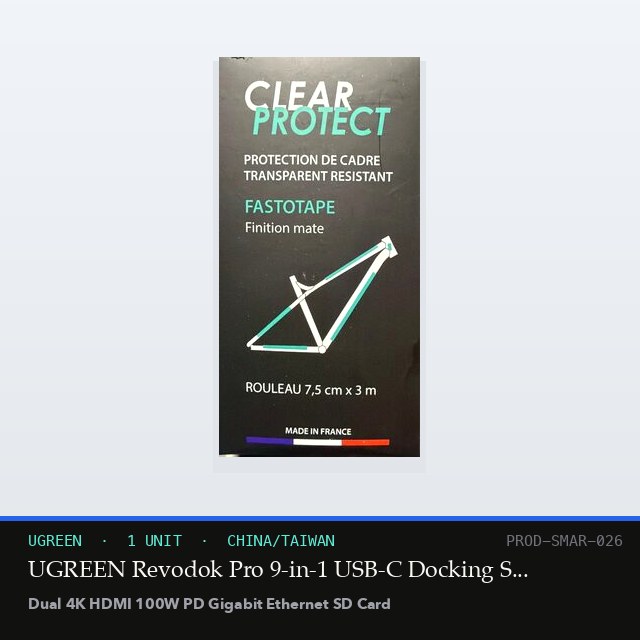 CLEAR
PROTECT
PROTECTION DE CADRE
TRANSPARENT RESISTANT
FASTOTAPE
Finition mate
ROULEAU 7,5 cm x 3 m
MADE IN FRANCE
UGREEN · 1 UNIT · CHINA/TAIWAN
PROD–SMAR–026
UGREEN Revodok Pro 9-in-1 USB-C Docking S...
Dual 4K HDMI 100W PD Gigabit Ethernet SD Card